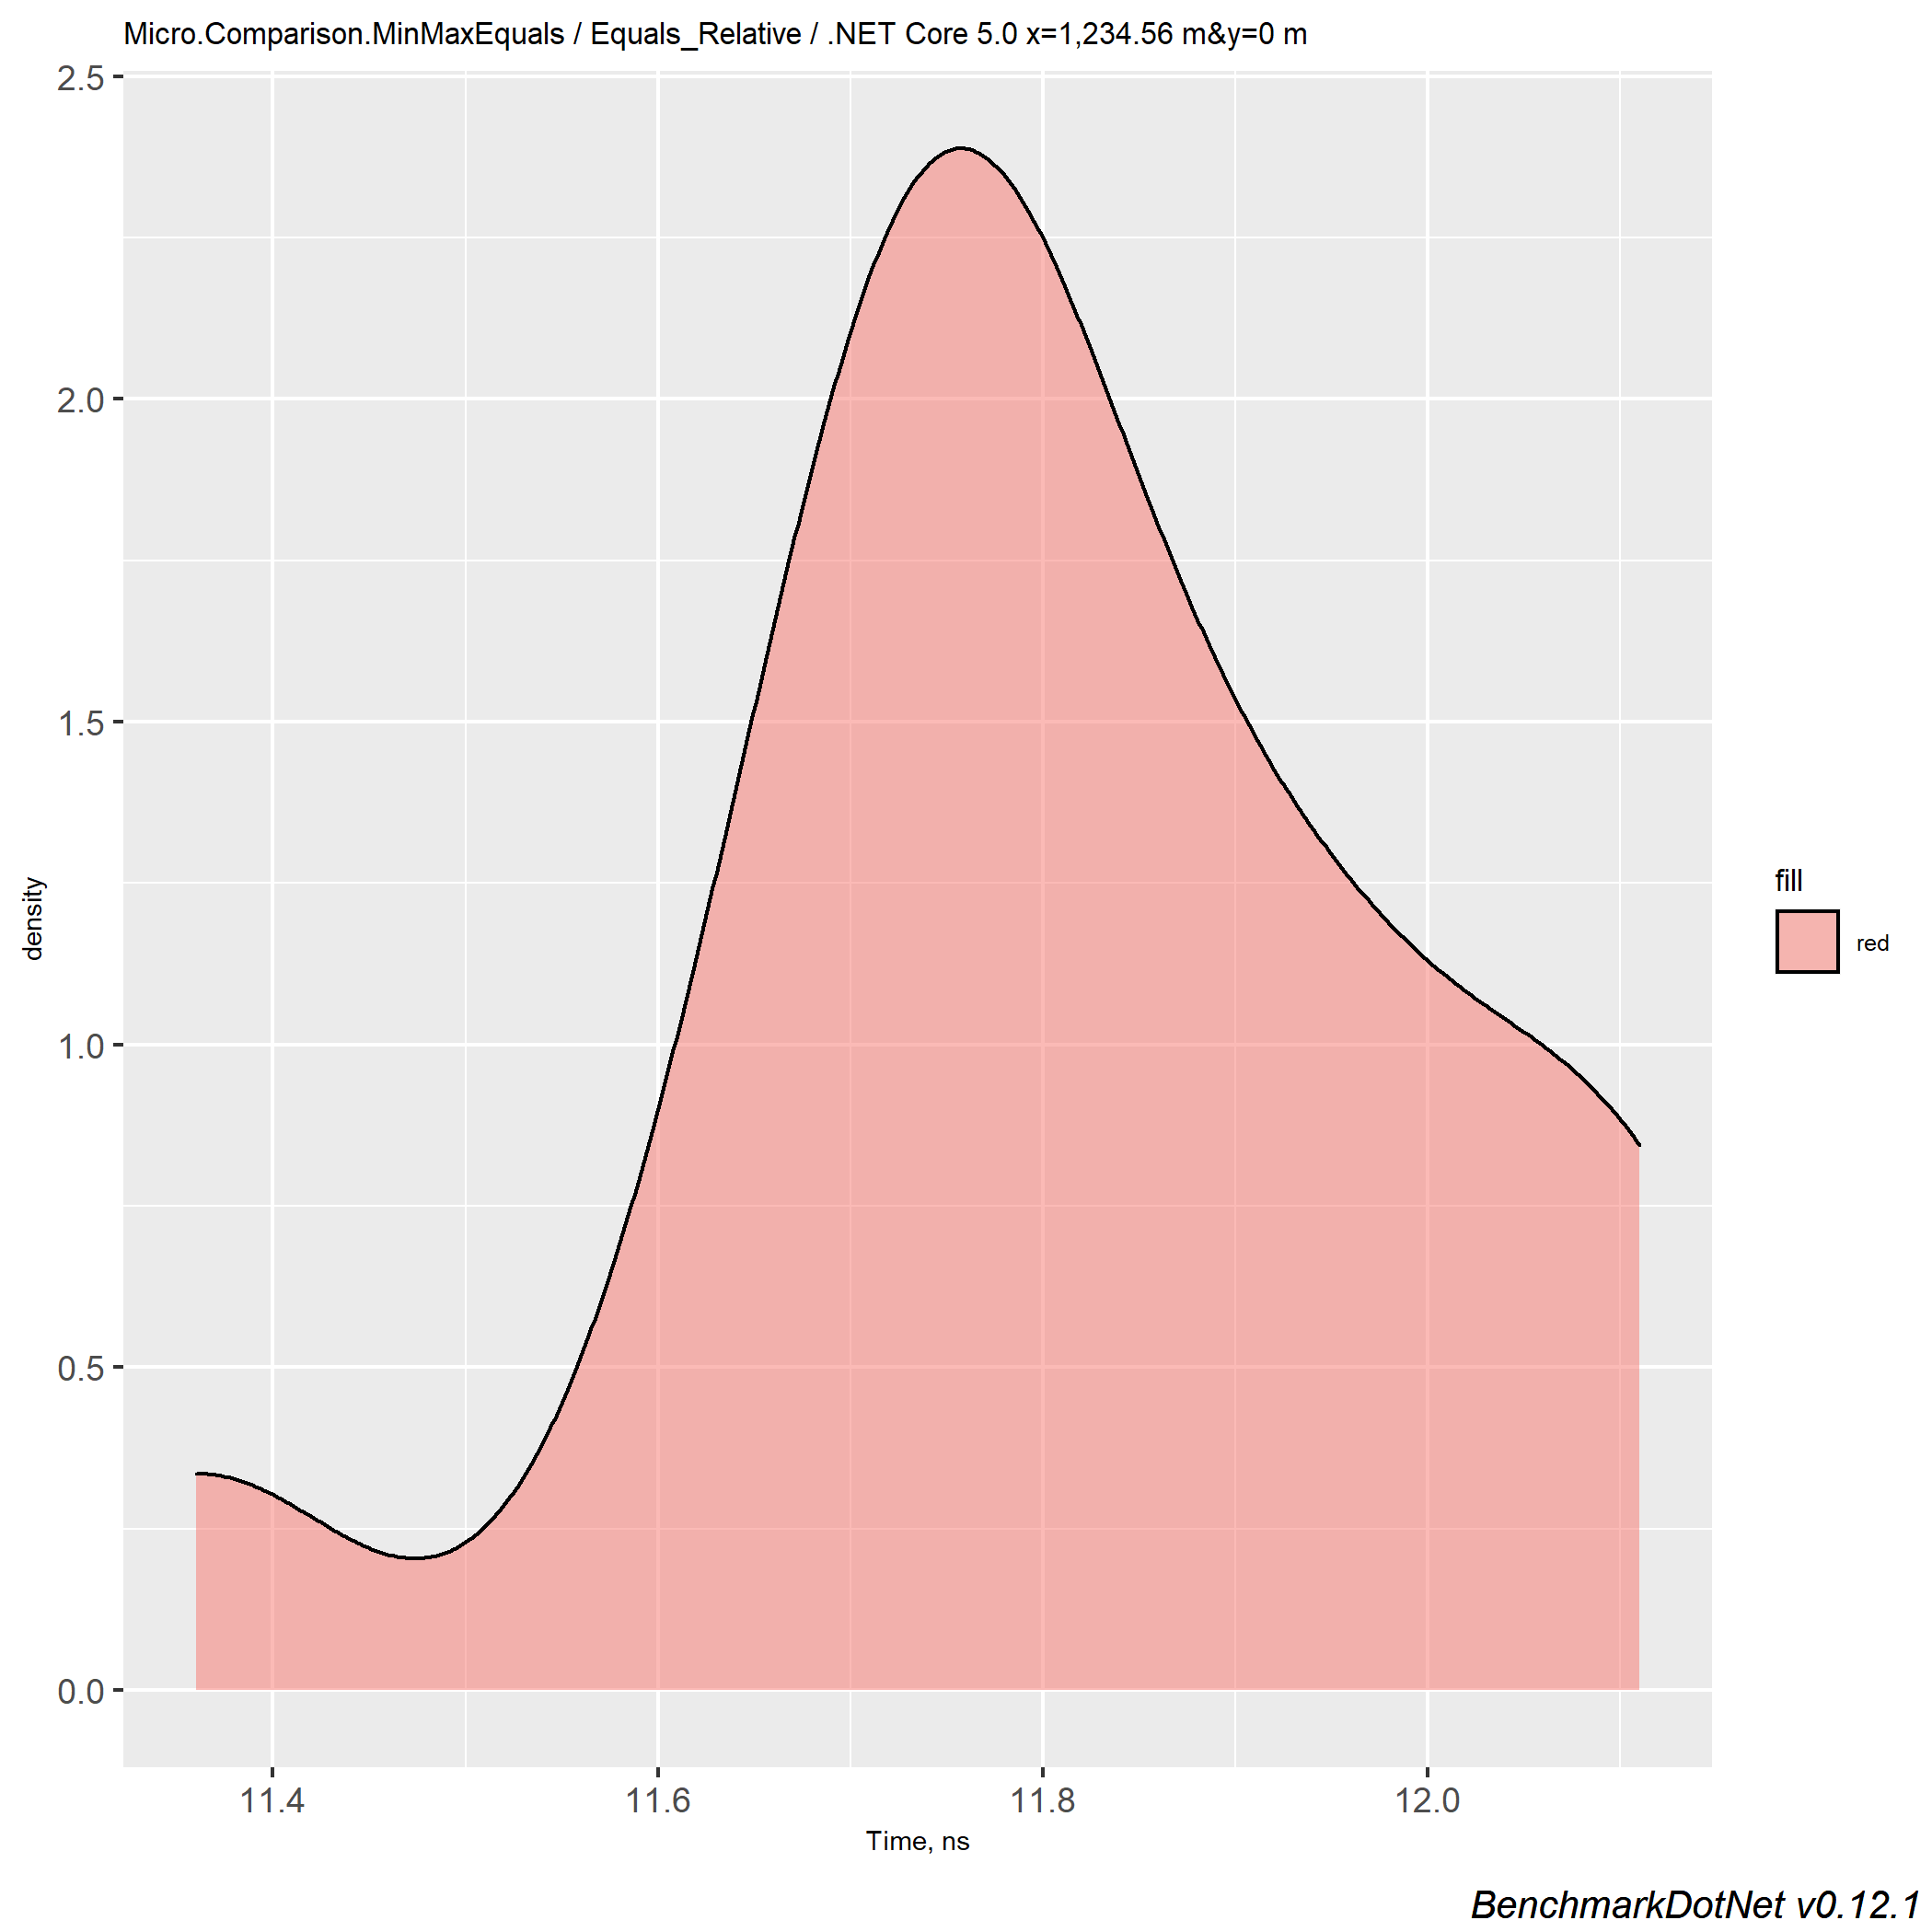 Micro.Comparison.MinMaxEquals / Equals_Relative / .NET Core 5.0 x=1,234.56 m&y=0 m
2.5
2.0
1.5
1.0
0.5
0.0
density
11.4 11.6 11.8 12.0
Time, ns
fill
red
BenchmarkDotNet v0.12.1